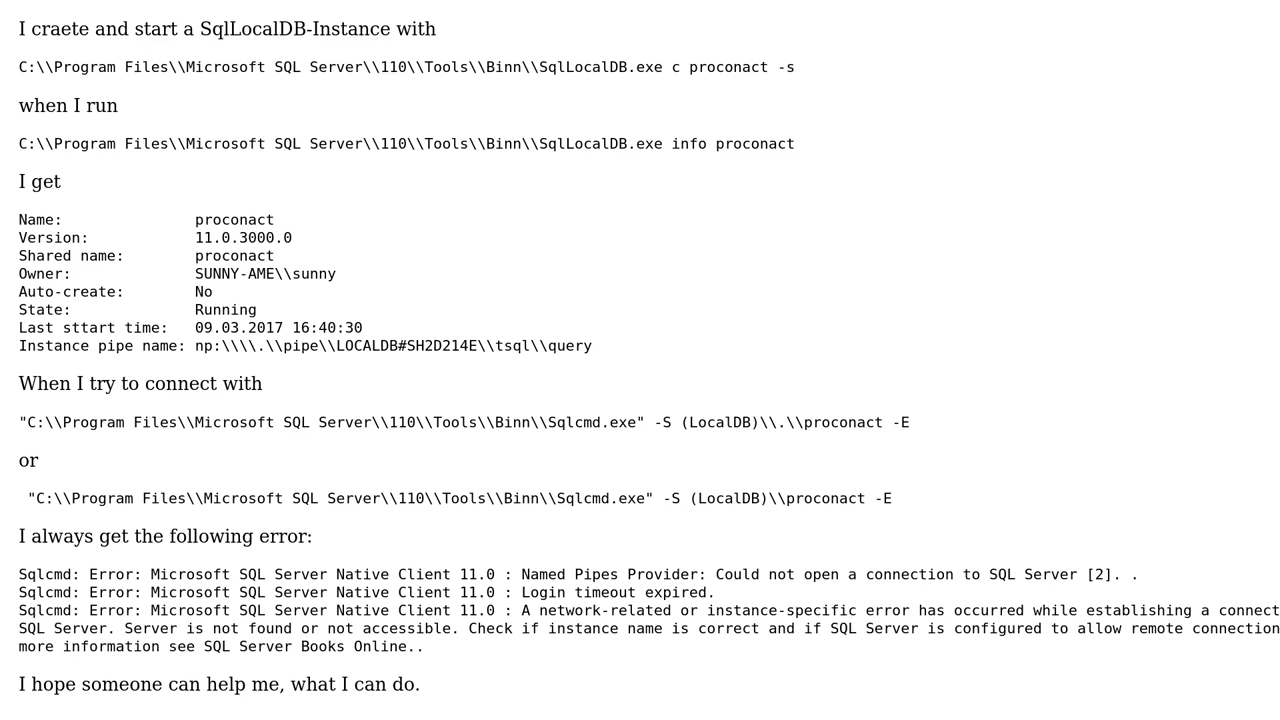 I craete and start a SqlLocalDB-Instance with
C:\\Program Files\\Microsoft SQL Server\\110\\Tools\\Binn\\SqlLocalDB.exe c proconact -s
when I run
C:\\Program Files\\Microsoft SQL Server\\110\\Tools\\Binn\\SqlLocalDB.exe info proconact
I get
Name:               proconact
Version:            11.0.3000.0
Shared name:        proconact
Owner:              SUNNY-AME\\sunny
Auto-create:        No
State:              Running
Last sttart time:   09.03.2017 16:40:30
Instance pipe name: np:\\\\.\\pipe\\LOCALDB#SH2D214E\\tsql\\query
When I try to connect with
"C:\\Program Files\\Microsoft SQL Server\\110\\Tools\\Binn\\Sqlcmd.exe" -S (LocalDB)\\.\\proconact -E
or
"C:\\Program Files\\Microsoft SQL Server\\110\\Tools\\Binn\\Sqlcmd.exe" -S (LocalDB)\\proconact -E
I always get the following error:
Sqlcmd: Error: Microsoft SQL Server Native Client 11.0 : Named Pipes Provider: Could not open a connection to SQL Server [2]. .
Sqlcmd: Error: Microsoft SQL Server Native Client 11.0 : Login timeout expired.
Sqlcmd: Error: Microsoft SQL Server Native Client 11.0 : A network-related or instance-specific error has occurred while establishing a connect
SQL Server. Server is not found or not accessible. Check if instance name is correct and if SQL Server is configured to allow remote connection
more information see SQL Server Books Online..
I hope someone can help me, what I can do.